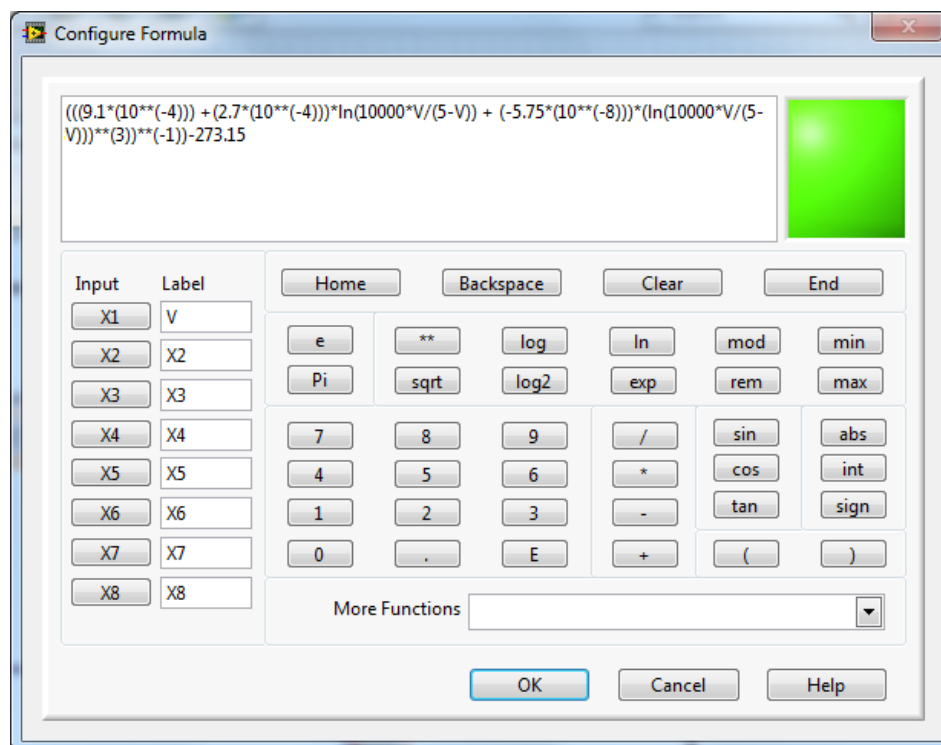 Configure Formula
(((9.1*(10**(-4))) +(2.7*(10**(-4)))*ln(10000*V/(5-V)) + (-5.75*(10**(-8)))*(ln(10000*V/(5-
V)))**(3))**(-1))-273.15
Input Label
Home Backspace Clear End
X1 V
e ** log ln mod min
X2 X2
Pi sqrt log2 exp rem max
X3 X3
X4 X4
7 8 9 / sin abs
X5 X5
4 5 6 * cos int
X6 X6
1 2 3 - tan sign
X7 X7
0 . E + ( )
X8 X8
More Functions
OK Cancel Help